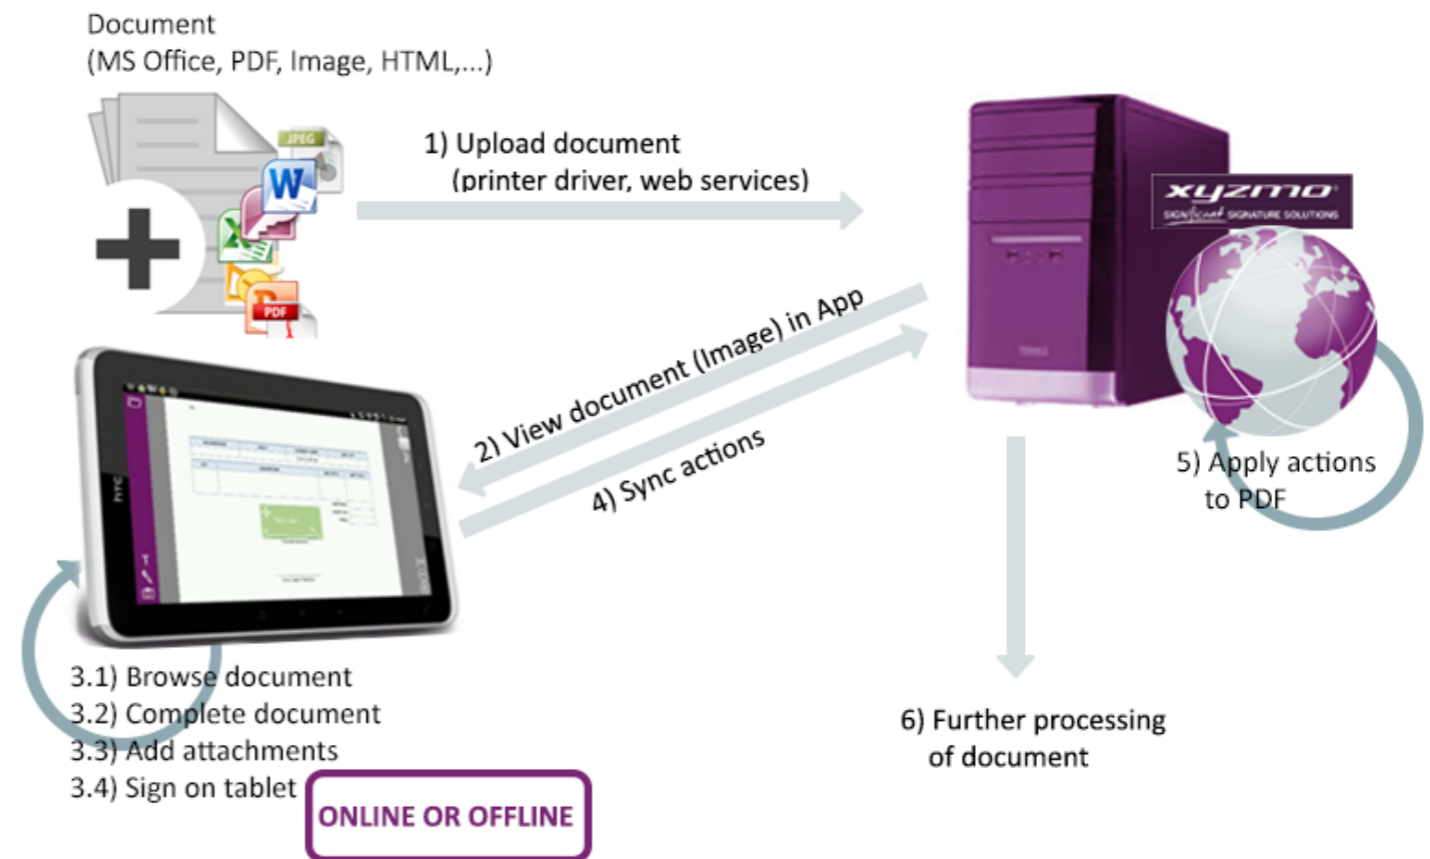 Document
(MS Office, PDF, Image, HTML,...)
JPEG
W
PDF
1) Upload document
(printer driver, web services)
xyzmo
SIGNificant SIGNATURE SOLUTIONS
2) View document (Image) in App
4) Sync actions
5) Apply actions
to PDF
hTC
3.1) Browse document
3.2) Complete document
3.3) Add attachments
3.4) Sign on tablet
ONLINE OR OFFLINE
6) Further processing
of document